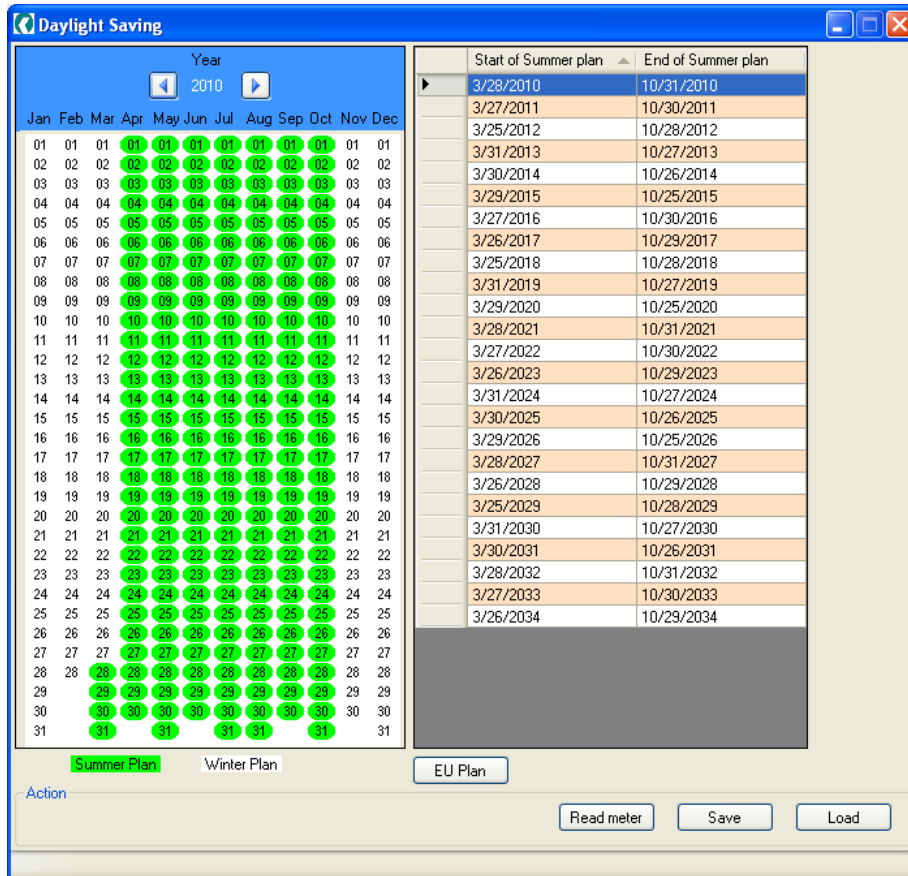 Daylight Saving
Year
2010
Jan Feb Mar Apr May Jun Jul Aug Sep Oct Nov Dec
01 01 01 01 01 01 01 01 01 01 01 01
02 02 02 02 02 02 02 02 02 02 02 02
03 03 03 03 03 03 03 03 03 03 03 03
04 04 04 04 04 04 04 04 04 04 04 04
05 05 05 05 05 05 05 05 05 05 05 05
06 06 06 06 06 06 06 06 06 06 06 06
07 07 07 07 07 07 07 07 07 07 07 07
08 08 08 08 08 08 08 08 08 08 08 08
09 09 09 09 09 09 09 09 09 09 09 09
10 10 10 10 10 10 10 10 10 10 10 10
11 11 11 11 11 11 11 11 11 11 11 11
12 12 12 12 12 12 12 12 12 12 12 12
13 13 13 13 13 13 13 13 13 13 13 13
14 14 14 14 14 14 14 14 14 14 14 14
15 15 15 15 15 15 15 15 15 15 15 15
16 16 16 16 16 16 16 16 16 16 16 16
17 17 17 17 17 17 17 17 17 17 17 17
18 18 18 18 18 18 18 18 18 18 18 18
19 19 19 19 19 19 19 19 19 19 19 19
20 20 20 20 20 20 20 20 20 20 20 20
21 21 21 21 21 21 21 21 21 21 21 21
22 22 22 22 22 22 22 22 22 22 22 22
23 23 23 23 23 23 23 23 23 23 23 23
24 24 24 24 24 24 24 24 24 24 24 24
25 25 25 25 25 25 25 25 25 25 25 25
26 26 26 26 26 26 26 26 26 26 26 26
27 27 27 27 27 27 27 27 27 27 27 27
28 28 28 28 28 28 28 28 28 28 28 28
29 29 29 29 29 29 29 29 29 29 29
30 30 30 30 30 30 30 30 30 30 30
31 31 31 31 31 31 31
Summer Plan Winter Plan
Start of Summer plan End of Summer plan
3/28/2010 10/31/2010
3/27/2011 10/30/2011
3/25/2012 10/28/2012
3/31/2013 10/27/2013
3/30/2014 10/26/2014
3/29/2015 10/25/2015
3/27/2016 10/30/2016
3/26/2017 10/29/2017
3/25/2018 10/28/2018
3/31/2019 10/27/2019
3/29/2020 10/25/2020
3/28/2021 10/31/2021
3/27/2022 10/30/2022
3/26/2023 10/29/2023
3/31/2024 10/27/2024
3/30/2025 10/26/2025
3/29/2026 10/25/2026
3/28/2027 10/31/2027
3/26/2028 10/29/2028
3/25/2029 10/28/2029
3/31/2030 10/27/2030
3/30/2031 10/26/2031
3/28/2032 10/31/2032
3/27/2033 10/30/2033
3/26/2034 10/29/2034
EU Plan
Action
Read meter Save Load